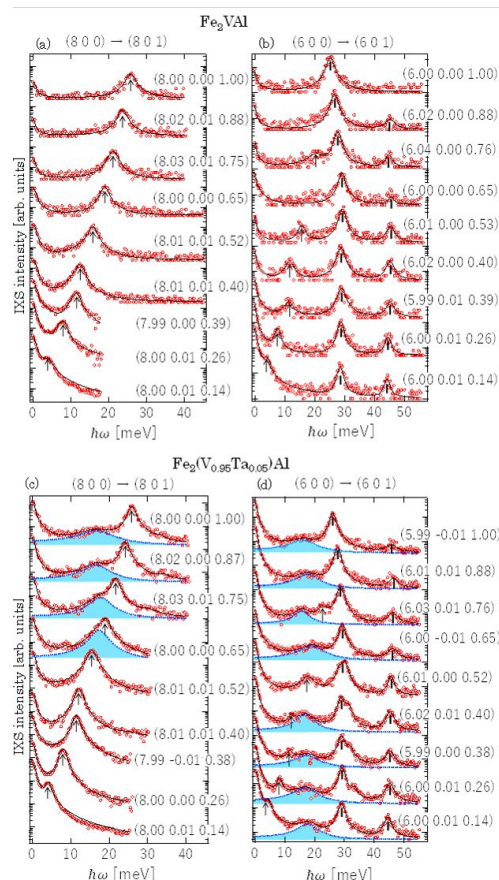 Fe₂VAl
(a) (8 0 0) → (8 0 1)
(8.00 0.00 1.00)
(8.02 0.01 0.88)
(8.03 0.01 0.75)
(8.00 0.00 0.65)
(8.01 0.01 0.52)
(8.01 0.01 0.40)
(7.99 0.00 0.39)
(8.00 0.01 0.26)
(8.00 0.01 0.14)
IXS intensity [arb. units]
0 10 20 30 40
ħω [meV]
(b) (6 0 0) → (6 0 1)
(6.00 0.00 1.00)
(6.02 0.00 0.88)
(6.04 0.00 0.76)
(6.00 0.00 0.65)
(6.01 0.00 0.53)
(6.02 0.00 0.40)
(5.99 0.01 0.39)
(6.00 0.01 0.26)
(6.00 0.01 0.14)
0 10 20 30 40 50
ħω [meV]
Fe₂(V₀.₉₅Ta₀.₀₅)Al
(c) (8 0 0) → (8 0 1)
(8.00 0.00 1.00)
(8.02 0.00 0.87)
(8.03 0.01 0.75)
(8.00 0.00 0.65)
(8.01 0.01 0.52)
(8.01 0.01 0.40)
(7.99 -0.01 0.38)
(8.00 0.00 0.26)
(8.00 0.01 0.14)
IXS intensity [arb. units]
0 10 20 30 40
ħω [meV]
(d) (6 0 0) → (6 0 1)
(5.99 -0.01 1.00)
(6.01 0.01 0.88)
(6.03 0.01 0.76)
(6.00 -0.01 0.65)
(6.01 0.00 0.52)
(6.02 0.01 0.40)
(5.99 0.00 0.38)
(6.00 0.01 0.26)
(6.00 0.01 0.14)
0 10 20 30 40 50
ħω [meV]